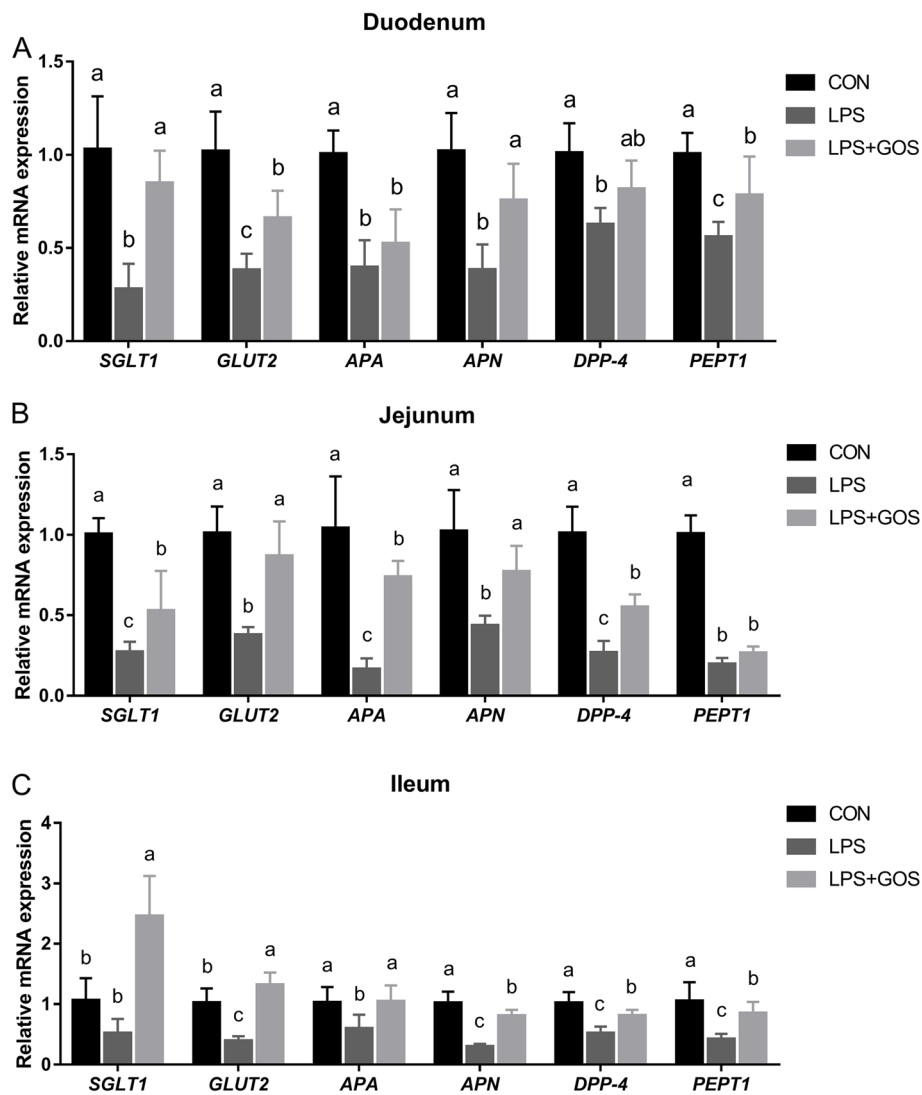 Duodenum
A
Relative mRNA expression
1.5
1.0
0.5
0.0
a b a
a c b
a b b
a b a
a b ab
a c b
SGLT1 GLUT2 APA APN DPP-4 PEPT1
CON
LPS
LPS+GOS
B
Jejunum
Relative mRNA expression
1.5
1.0
0.5
0.0
a c b
a b a
a c b
a b a
a c b
a b b
SGLT1 GLUT2 APA APN DPP-4 PEPT1
CON
LPS
LPS+GOS
C
Ileum
Relative mRNA expression
4
3
2
1
0
b b a
b c a
a b a
a c b
a c b
a c b
SGLT1 GLUT2 APA APN DPP-4 PEPT1
CON
LPS
LPS+GOS